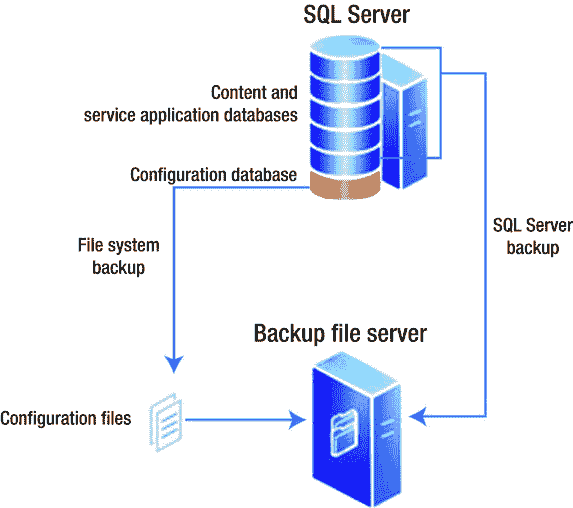 SQL Server
Content and
service application databases
Configuration database
File system
backup
SQL Server
backup
Backup file server
Configuration files